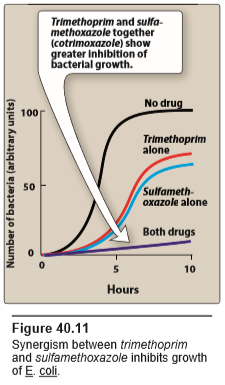 Trimethoprim and sulfa-
methoxazole together
(cotrimoxazole) show
greater inhibition of
bacterial growth.
Number of bacteria (arbitrary units)
100
50
0
No drug
Trimethoprim
alone
Sulfameth-
oxazole alone
Both drugs
0
5
10
Hours
Figure 40.11
Synergism between trimethoprim
and sulfamethoxazole inhibits growth
of E. coli.